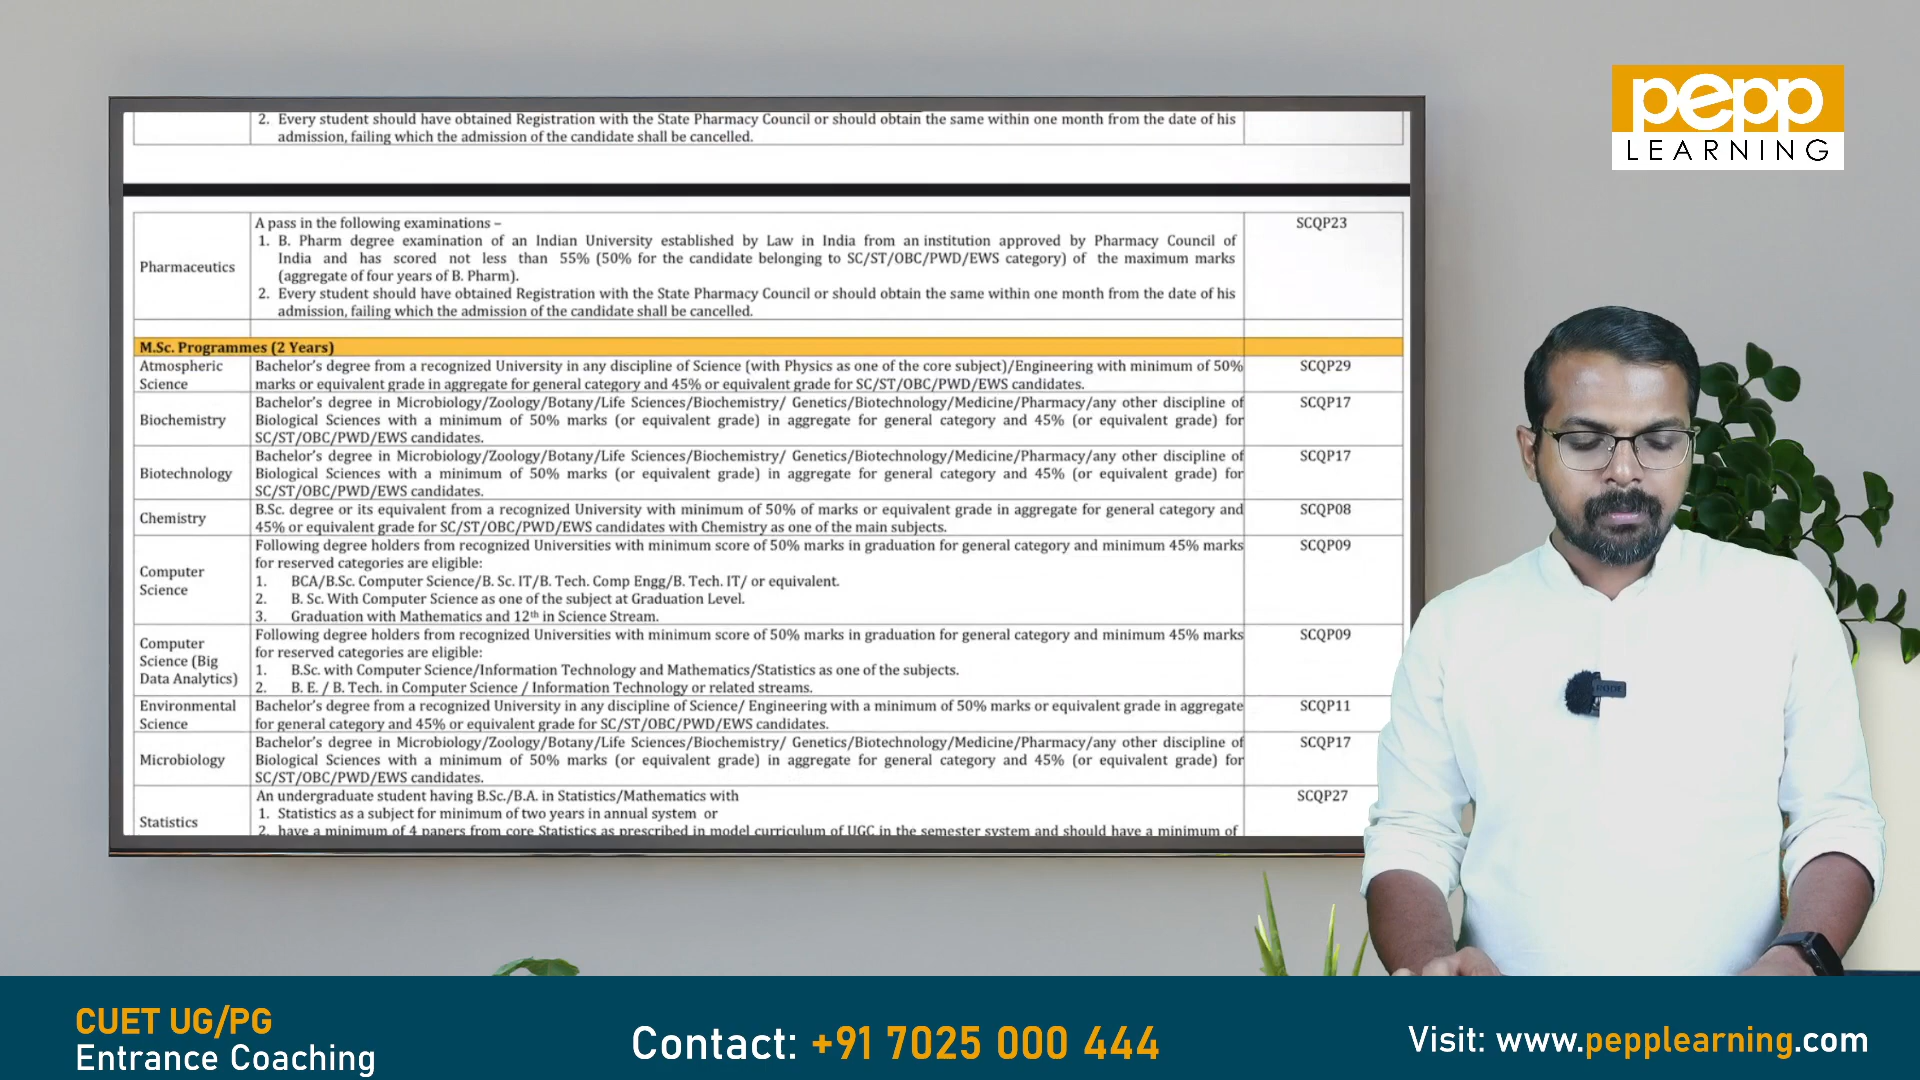 pepp
LEARNING
2. Every student should have obtained Registration with the State Pharmacy Council or should obtain the same within one month from the date of his
admission, failing which the admission of the candidate shall be cancelled.
Pharmaceutics
A pass in the following examinations –
1. B. Pharm degree examination of an Indian University established by Law in India from an institution approved by Pharmacy Council of
India and has scored not less than 55% (50% for the candidate belonging to SC/ST/OBC/PWD/EWS category) of the maximum marks
(aggregate of four years of B. Pharm).
2. Every student should have obtained Registration with the State Pharmacy Council or should obtain the same within one month from the date of his
admission, failing which the admission of the candidate shall be cancelled.
SCQP23
M.Sc. Programmes (2 Years)
Atmospheric
Science
Bachelor's degree from a recognized University in any discipline of Science (with Physics as one of the core subject)/Engineering with minimum of 50%
marks or equivalent grade in aggregate for general category and 45% or equivalent grade for SC/ST/OBC/PWD/EWS candidates.
SCQP29
Biochemistry
Bachelor's degree in Microbiology/Zoology/Botany/Life Sciences/Biochemistry/ Genetics/Biotechnology/Medicine/Pharmacy/any other discipline of
Biological Sciences with a minimum of 50% marks (or equivalent grade) in aggregate for general category and 45% (or equivalent grade) for
SC/ST/OBC/PWD/EWS candidates.
SCQP17
Biotechnology
Bachelor's degree in Microbiology/Zoology/Botany/Life Sciences/Biochemistry/ Genetics/Biotechnology/Medicine/Pharmacy/any other discipline of
Biological Sciences with a minimum of 50% marks (or equivalent grade) in aggregate for general category and 45% (or equivalent grade) for
SC/ST/OBC/PWD/EWS candidates.
SCQP17
Chemistry
B.Sc. degree or its equivalent from a recognized University with minimum of 50% of marks or equivalent grade in aggregate for general category and
45% or equivalent grade for SC/ST/OBC/PWD/EWS candidates with Chemistry as one of the main subjects.
SCQP08
Computer
Science
Following degree holders from recognized Universities with minimum score of 50% marks in graduation for general category and minimum 45% marks
for reserved categories are eligible:
1. BCA/B.Sc. Computer Science/B. Sc. IT/B. Tech. Comp Engg/B. Tech. IT/ or equivalent.
2. B. Sc. With Computer Science as one of the subject at Graduation Level.
3. Graduation with Mathematics and 12th in Science Stream.
SCQP09
Computer
Science (Big
Data Analytics)
Following degree holders from recognized Universities with minimum score of 50% marks in graduation for general category and minimum 45% marks
for reserved categories are eligible:
1. B.Sc. with Computer Science/Information Technology and Mathematics/Statistics as one of the subjects.
2. B. E. / B. Tech. in Computer Science / Information Technology or related streams.
SCQP09
Environmental
Science
Bachelor's degree from a recognized University in any discipline of Science/ Engineering with a minimum of 50% marks or equivalent grade in aggregate
for general category and 45% or equivalent grade for SC/ST/OBC/PWD/EWS candidates.
SCQP11
Microbiology
Bachelor's degree in Microbiology/Zoology/Botany/Life Sciences/Biochemistry/ Genetics/Biotechnology/Medicine/Pharmacy/any other discipline of
Biological Sciences with a minimum of 50% marks (or equivalent grade) in aggregate for general category and 45% (or equivalent grade) for
SC/ST/OBC/PWD/EWS candidates.
SCQP17
Statistics
An undergraduate student having B.Sc./B.A. in Statistics/Mathematics with
1. Statistics as a subject for minimum of two years in annual system or
2. have a minimum of 4 papers from core Statistics as prescribed in model curriculum of UGC in the semester system and should have a minimum of
SCQP27
RODE
CUET UG/PG
Entrance Coaching
Contact: +91 7025 000 444
Visit: www.pepplearning.com